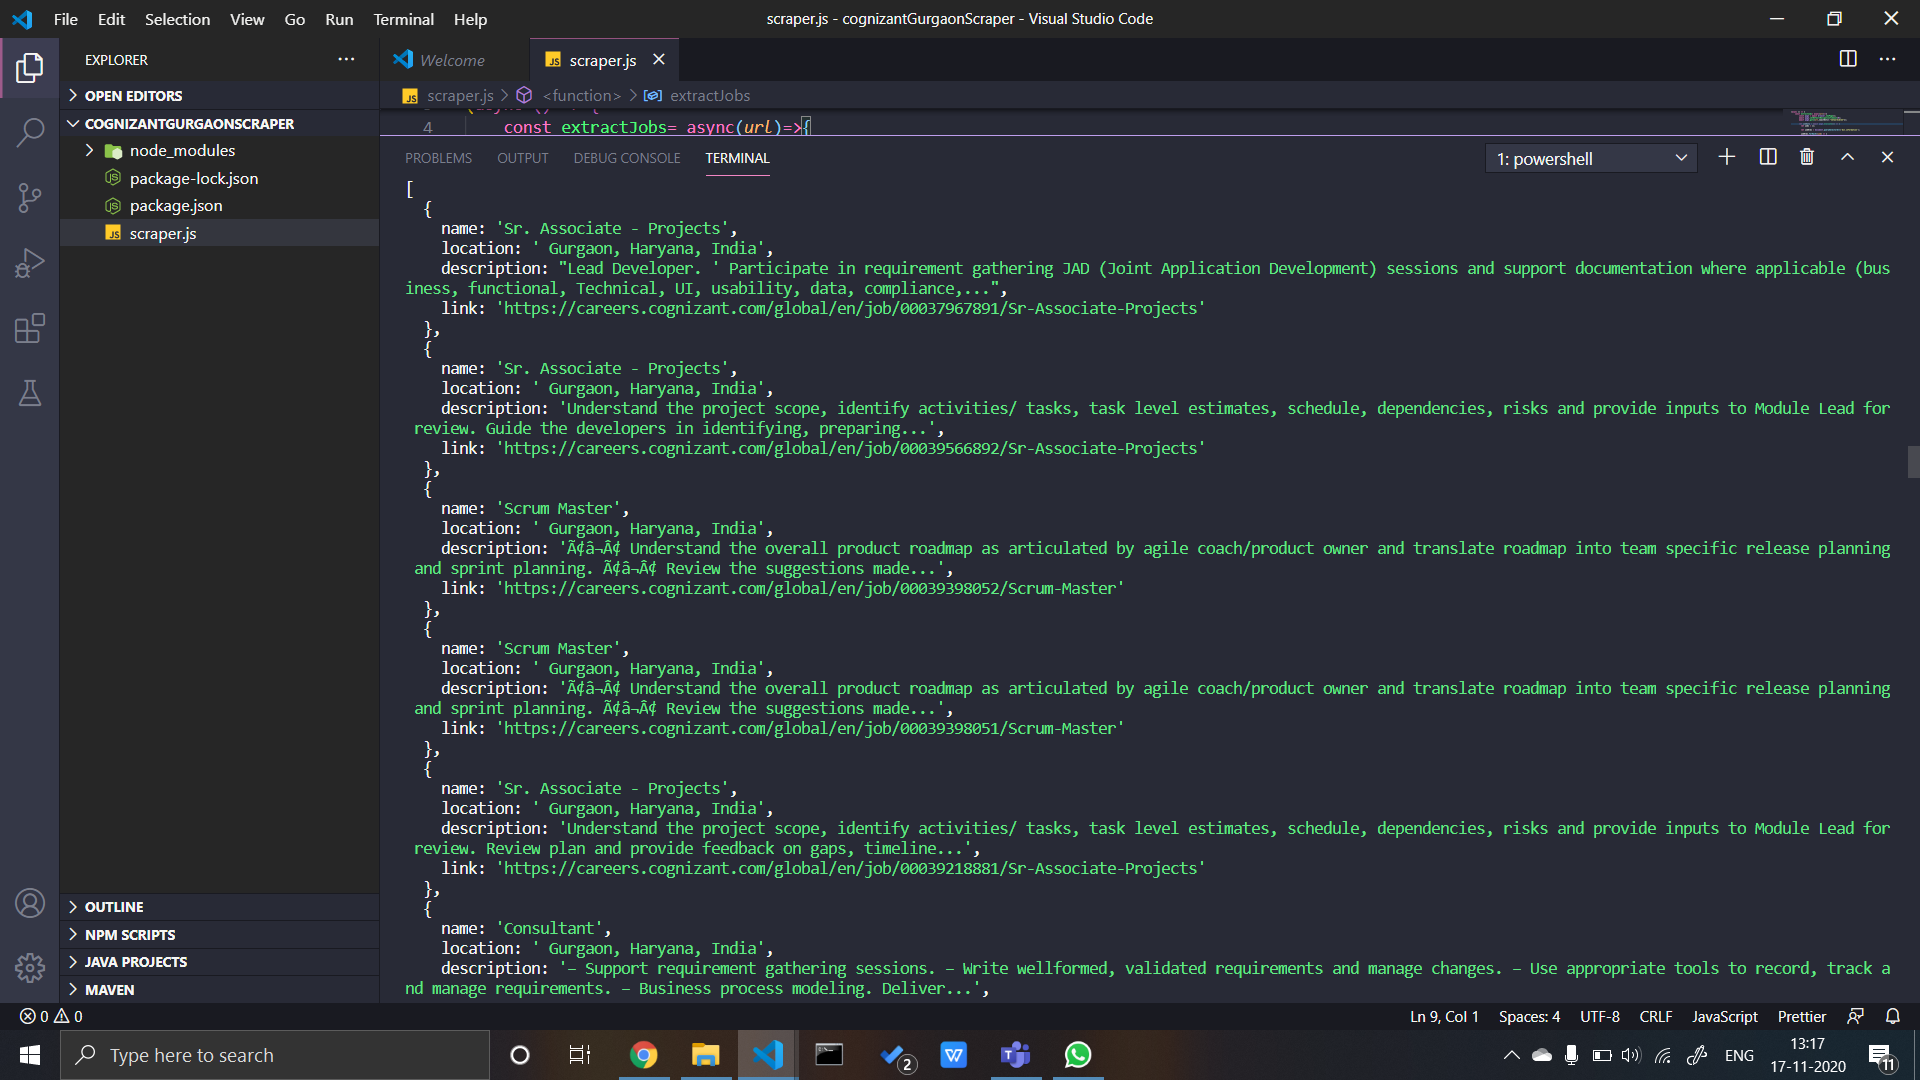 File Edit Selection View Go Run Terminal Help
scraper.js - cognizantGurgaonScraper - Visual Studio Code
EXPLORER
Welcome
JS scraper.js
OPEN EDITORS
COGNIZANTGURGAONSCRAPER
node_modules
package-lock.json
package.json
JS scraper.js
JS scraper.js > <function> > extractJobs
4 const extractJobs= async(url)=>{
PROBLEMS OUTPUT DEBUG CONSOLE TERMINAL
1: powershell
[
{
name: 'Sr. Associate - Projects',
location: ' Gurgaon, Haryana, India',
description: "Lead Developer. ' Participate in requirement gathering JAD (Joint Application Development) sessions and support documentation where applicable (bus
iness, functional, Technical, UI, usability, data, compliance,...",
link: 'https://careers.cognizant.com/global/en/job/00037967891/Sr-Associate-Projects'
},
{
name: 'Sr. Associate - Projects',
location: ' Gurgaon, Haryana, India',
description: 'Understand the project scope, identify activities/ tasks, task level estimates, schedule, dependencies, risks and provide inputs to Module Lead for
review. Guide the developers in identifying, preparing...',
link: 'https://careers.cognizant.com/global/en/job/00039566892/Sr-Associate-Projects'
},
{
name: 'Scrum Master',
location: ' Gurgaon, Haryana, India',
description: 'Ã¢â¬Â¢ Understand the overall product roadmap as articulated by agile coach/product owner and translate roadmap into team specific release planning
and sprint planning. Ã¢â¬Â¢ Review the suggestions made...',
link: 'https://careers.cognizant.com/global/en/job/00039398052/Scrum-Master'
},
{
name: 'Scrum Master',
location: ' Gurgaon, Haryana, India',
description: 'Ã¢â¬Â¢ Understand the overall product roadmap as articulated by agile coach/product owner and translate roadmap into team specific release planning
and sprint planning. Ã¢â¬Â¢ Review the suggestions made...',
link: 'https://careers.cognizant.com/global/en/job/00039398051/Scrum-Master'
},
{
name: 'Sr. Associate - Projects',
location: ' Gurgaon, Haryana, India',
description: 'Understand the project scope, identify activities/ tasks, task level estimates, schedule, dependencies, risks and provide inputs to Module Lead for
review. Review plan and provide feedback on gaps, timeline...',
link: 'https://careers.cognizant.com/global/en/job/00039218881/Sr-Associate-Projects'
},
{
name: 'Consultant',
location: ' Gurgaon, Haryana, India',
description: '– Support requirement gathering sessions. – Write wellformed, validated requirements and manage changes. – Use appropriate tools to record, track a
nd manage requirements. – Business process modeling. Deliver...',
OUTLINE
NPM SCRIPTS
JAVA PROJECTS
MAVEN
0 0
Ln 9, Col 1 Spaces: 4 UTF-8 CRLF JavaScript Prettier
Type here to search
2
W
T
ENG
13:17
17-11-2020
11